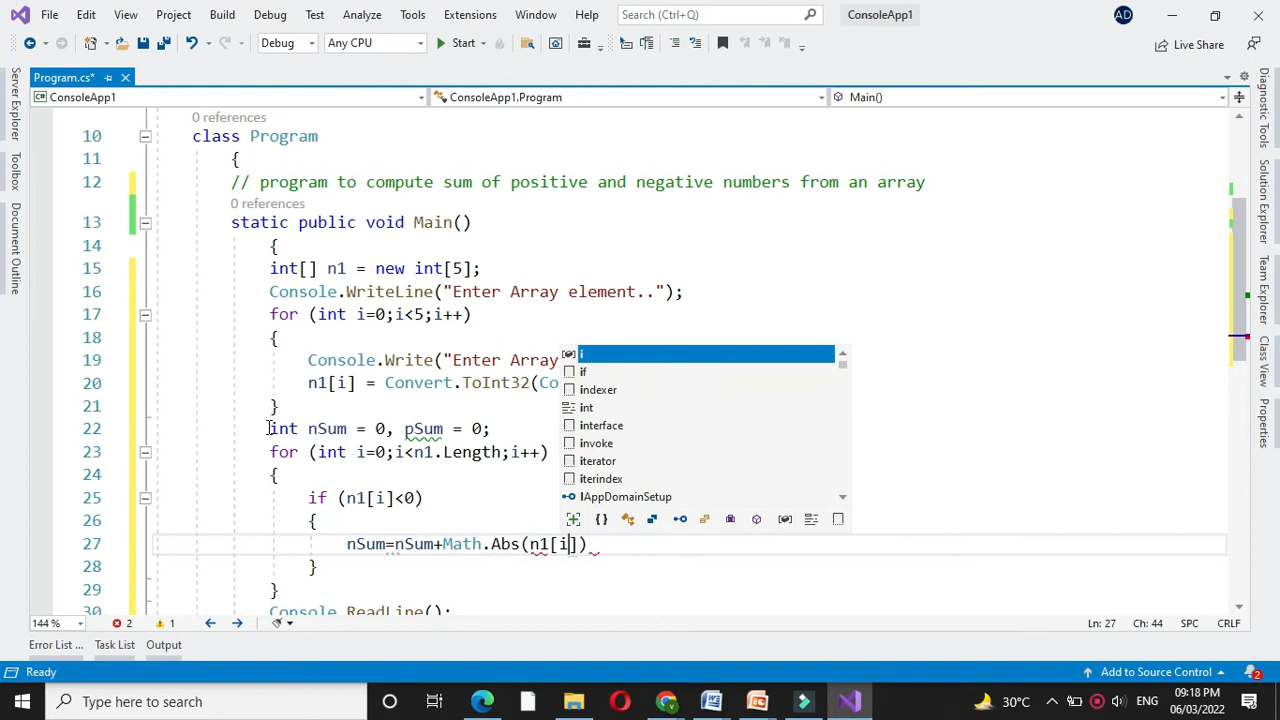 File Edit View Project Build Debug Test Analyze Tools Extensions Window Help Search (Ctrl+Q) ConsoleApp1 AD
Debug Any CPU Start Live Share
Program.cs*
ConsoleApp1 ConsoleApp1.Program Main()
Server Explorer
Toolbox
Document Outline
0 references
10 class Program
11 {
12 // program to compute sum of positive and negative numbers from an array
0 references
13 static public void Main()
14 {
15 int[] n1 = new int[5];
16 Console.WriteLine("Enter Array element..");
17 for (int i=0;i<5;i++)
18 {
19 Console.Write("Enter Array
20 n1[i] = Convert.ToInt32(Co
21 }
22 int nSum = 0, pSum = 0;
23 for (int i=0;i<n1.Length;i++)
24 {
25 if (n1[i]<0)
26 {
27 nSum=nSum+Math.Abs(n1[i])
28 }
29 }
30 Console.ReadLine();
i
if
indexer
int
interface
invoke
iterator
iterindex
IAppDomainSetup
Diagnostic Tools
Solution Explorer
Team Explorer
Class View
Properties
144 % 2 1 Ln: 27 Ch: 44 SPC CRLF
Error List ... Task List Output
Ready Add to Source Control 2
Type here to search 30°C ENG 09:18 PM 06/03/2022